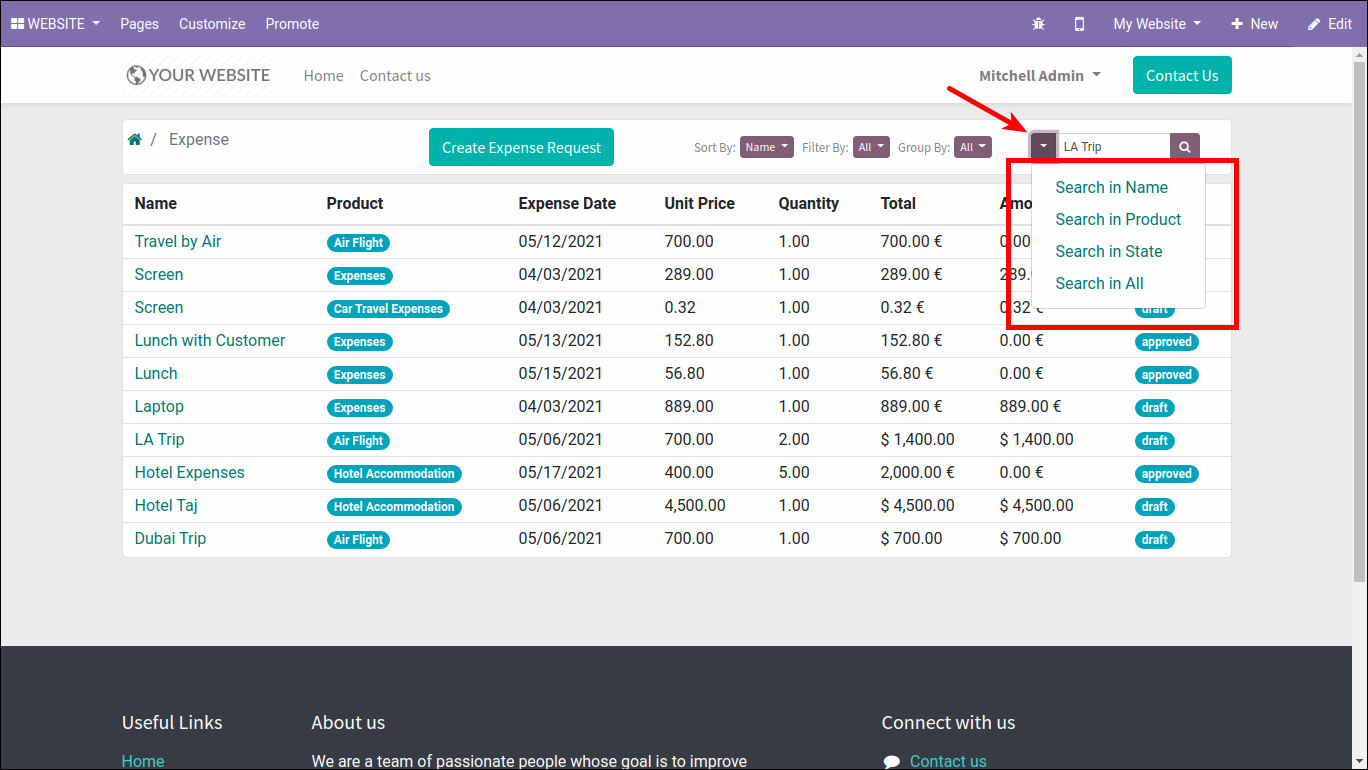 WEBSITE Pages Customize Promote My Website New Edit
YOUR WEBSITE Home Contact us Mitchell Admin Contact Us
/ Expense Create Expense Request Sort By: Name Filter By: All Group By: All LA Trip
Search in Name
Search in Product
Search in State
Search in All
Name Product Expense Date Unit Price Quantity Total
Travel by Air Air Flight 05/12/2021 700.00 1.00 700.00 €
Screen Expenses 04/03/2021 289.00 1.00 289.00 €
Screen Car Travel Expenses 04/03/2021 0.32 1.00 0.32 € 0.32 € draft
Lunch with Customer Expenses 05/13/2021 152.80 1.00 152.80 € 0.00 € approved
Lunch Expenses 05/15/2021 56.80 1.00 56.80 € 0.00 € approved
Laptop Expenses 04/03/2021 889.00 1.00 889.00 € 889.00 € draft
LA Trip Air Flight 05/06/2021 700.00 2.00 $ 1,400.00 $ 1,400.00 draft
Hotel Expenses Hotel Accommodation 05/17/2021 400.00 5.00 2,000.00 € 0.00 € approved
Hotel Taj Hotel Accommodation 05/06/2021 4,500.00 1.00 $ 4,500.00 $ 4,500.00 draft
Dubai Trip Air Flight 05/06/2021 700.00 1.00 $ 700.00 $ 700.00 draft
Useful Links About us Connect with us
Home We are a team of passionate people whose goal is to improve Contact us